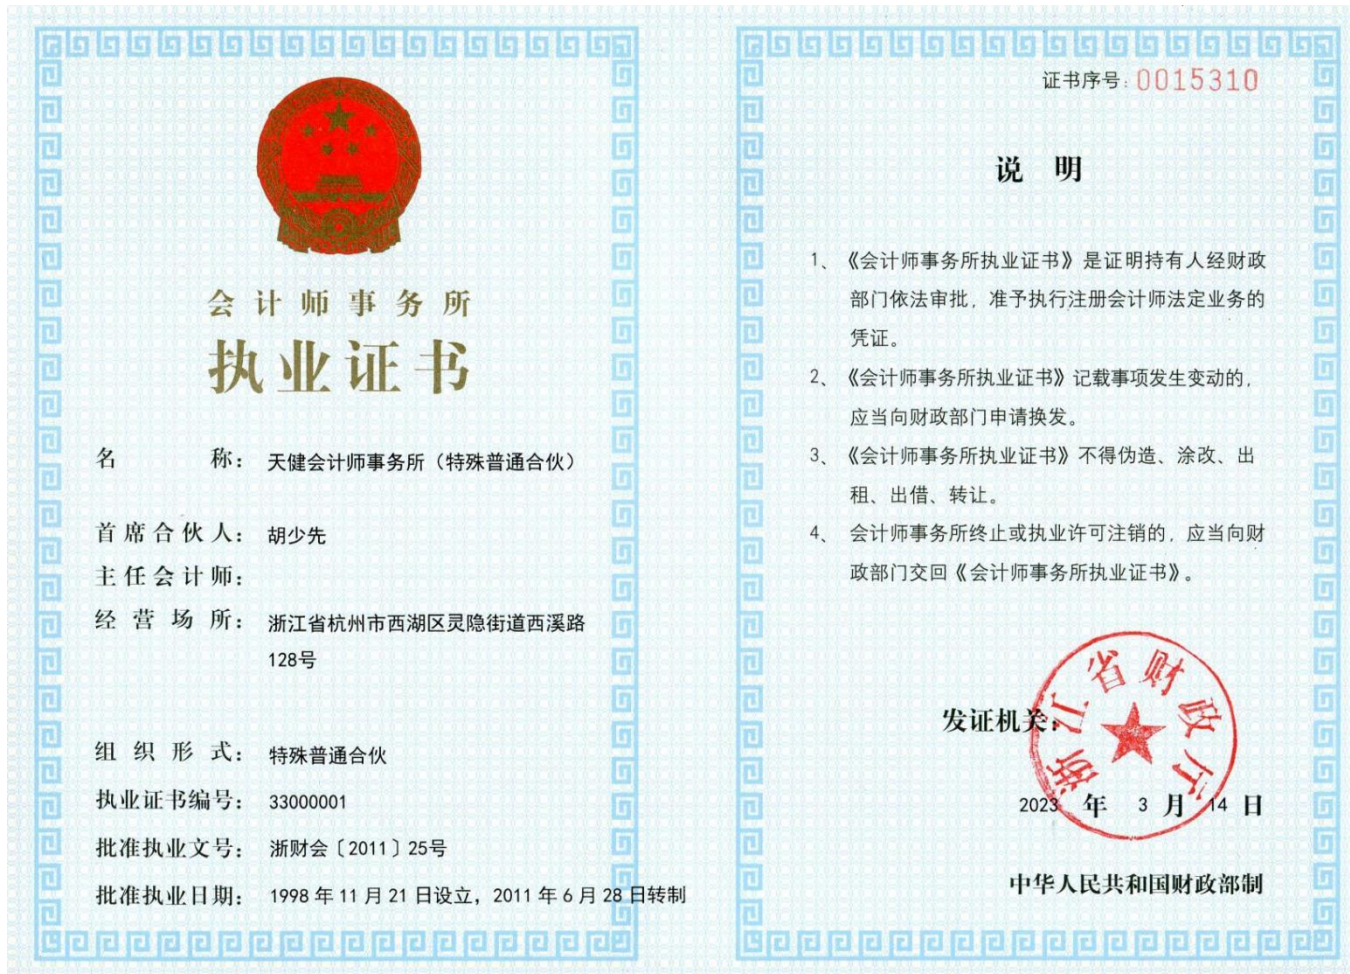 会计师事务所
执业证书
名称：天健会计师事务所（特殊普通合伙）
首席合伙人：胡少先
主任会计师：
经营场所：浙江省杭州市西湖区灵隐街道西溪路
128号
组织形式：特殊普通合伙
执业证书编号：33000001
批准执业文号：浙财会〔2011〕25号
批准执业日期：1998年11月21日设立，2011年6月28日转制
证书序号：0015310
说明
1、《会计师事务所执业证书》是证明持有人经财政
部门依法审批，准予执行注册会计师法定业务的
凭证。
2、《会计师事务所执业证书》记载事项发生变动的，
应当向财政部门申请换发。
3、《会计师事务所执业证书》不得伪造、涂改、出
租、出借、转让。
4、会计师事务所终止或执业许可注销的，应当向财
政部门交回《会计师事务所执业证书》。
发证机关：
浙江省财政厅
2023年3月14日
中华人民共和国财政部制